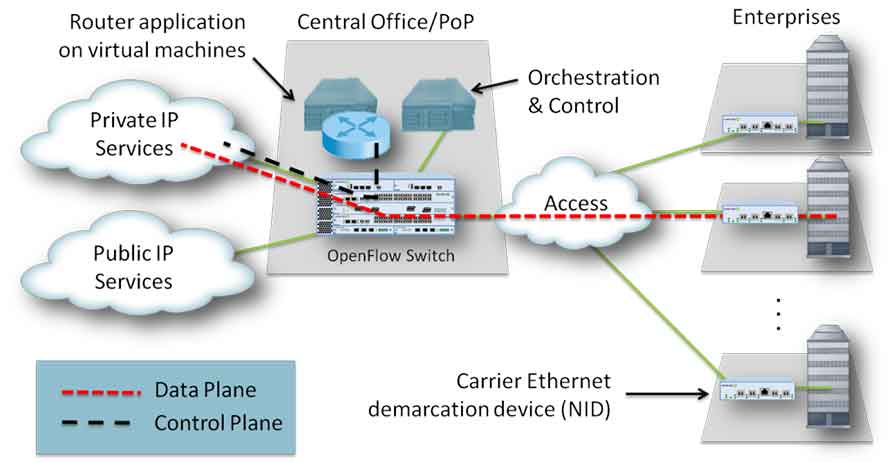 Router application
on virtual machines
Central Office/PoP
Enterprises
Orchestration
& Control
Private IP
Services
Access
Public IP
Services
OpenFlow Switch
Data Plane
Control Plane
Carrier Ethernet
demarcation device (NID)